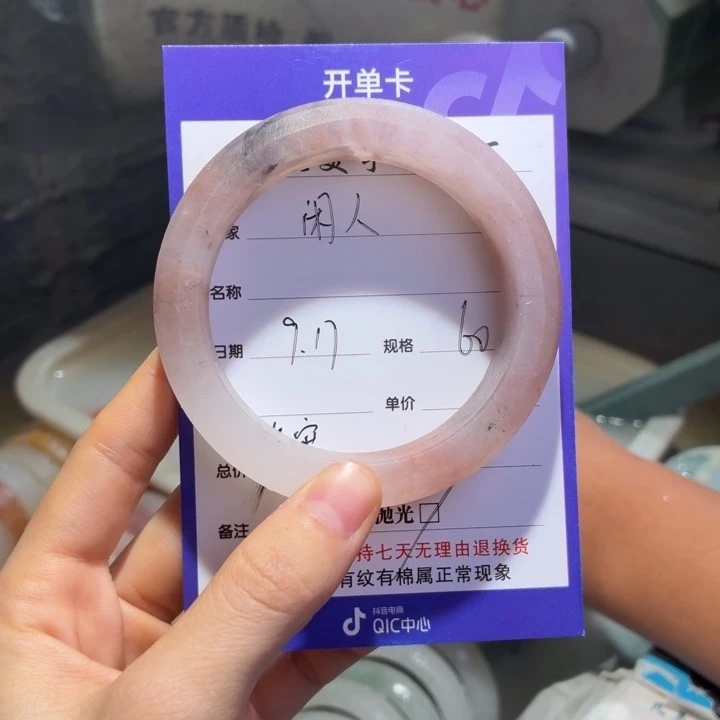 官方质检
开单卡
家 闲人
名称
日期 9.17 规格 60
单价
总价
备注 抛光□
持七天无理由退换货
有纹有棉属正常现象
抖音电商
QIC中心